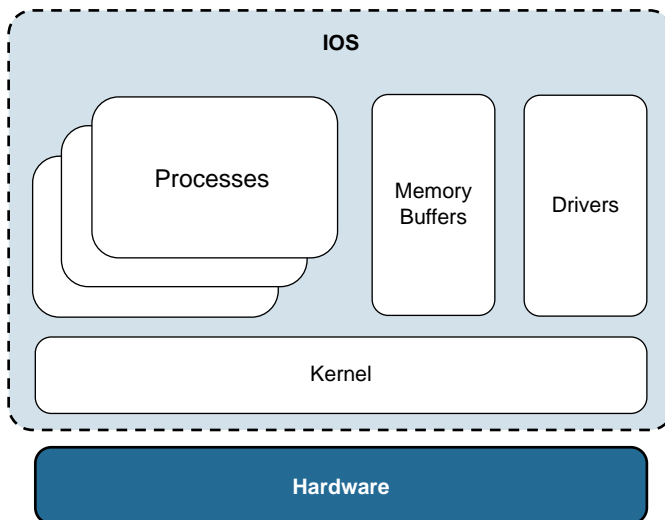 IOS
Processes
Memory
Buffers
Drivers
Kernel
Hardware